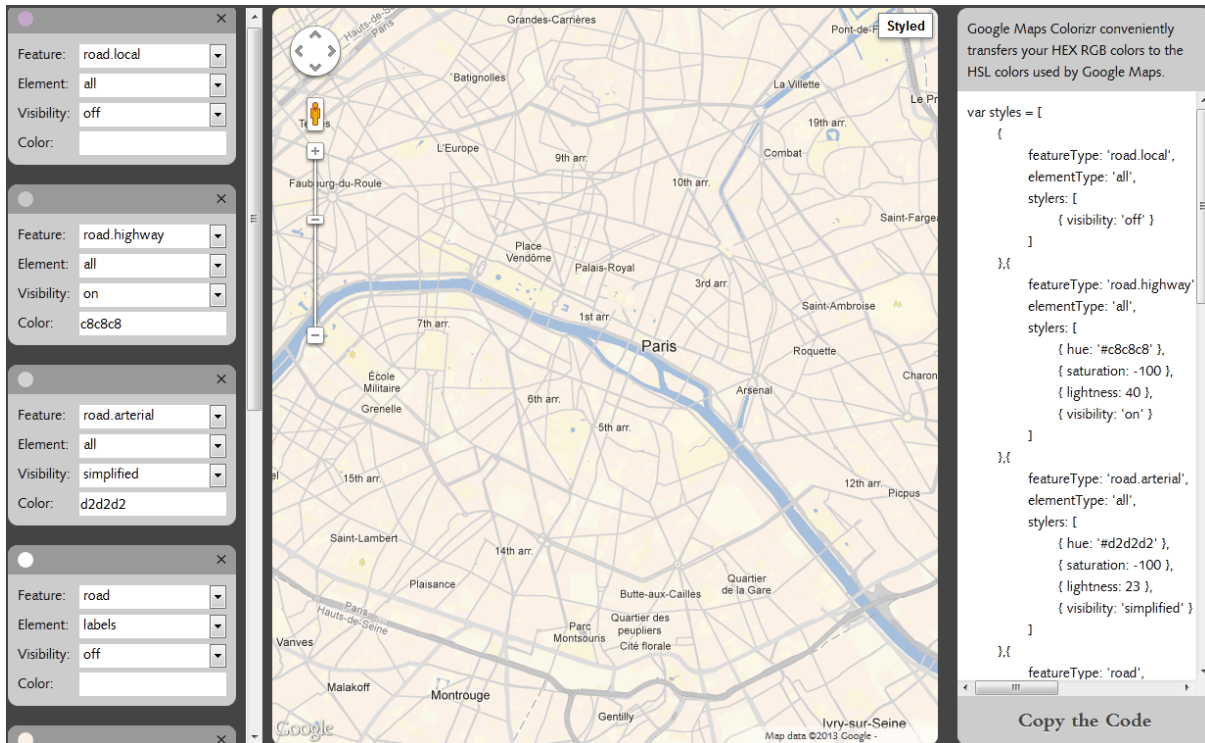 ×
Feature: road.local
Element: all
Visibility: off
Color:
×
Feature: road.highway
Element: all
Visibility: on
Color: c8c8c8
×
Feature: road.arterial
Element: all
Visibility: simplified
Color: d2d2d2
×
Feature: road
Element: labels
Visibility: off
Color:
×
Hauts-de-Seine
Paris
Grandes-Carrières
Styled
Batignolles
La Villette
19th arr.
L'Europe
9th arr.
Combat
Faubourg-du-Roule
10th arr.
Saint-Farge
Place
Vendôme
Palais-Royal
3rd arr.
Saint-Ambroise
1st arr.
7th arr.
Paris
Roquette
École
Militaire
Charon
Arsenal
Grenelle
6th arr.
5th arr.
15th arr.
12th arr.
Picpus
Saint-Lambert
14th arr.
Plaisance
Quartier
de la Gare
Butte-aux-Cailles
Paris
Hauts-de-Seine
Quartier des
peupliers
Parc
Montsouris
Cité florale
Vanves
Malakoff
Montrouge
Gentilly
Ivry-sur-Seine
Google
Map data ©2013 Google -
Google Maps Colorizr conveniently
transfers your HEX RGB colors to the
HSL colors used by Google Maps.
var styles = [
{
featureType: 'road.local',
elementType: 'all',
stylers: [
{ visibility: 'off' }
]
},{
featureType: 'road.highway'
elementType: 'all',
stylers: [
{ hue: '#c8c8c8' },
{ saturation: -100 },
{ lightness: 40 },
{ visibility: 'on' }
]
},{
featureType: 'road.arterial',
elementType: 'all',
stylers: [
{ hue: '#d2d2d2' },
{ saturation: -100 },
{ lightness: 23 },
{ visibility: 'simplified' }
]
},{
featureType: 'road',
Copy the Code